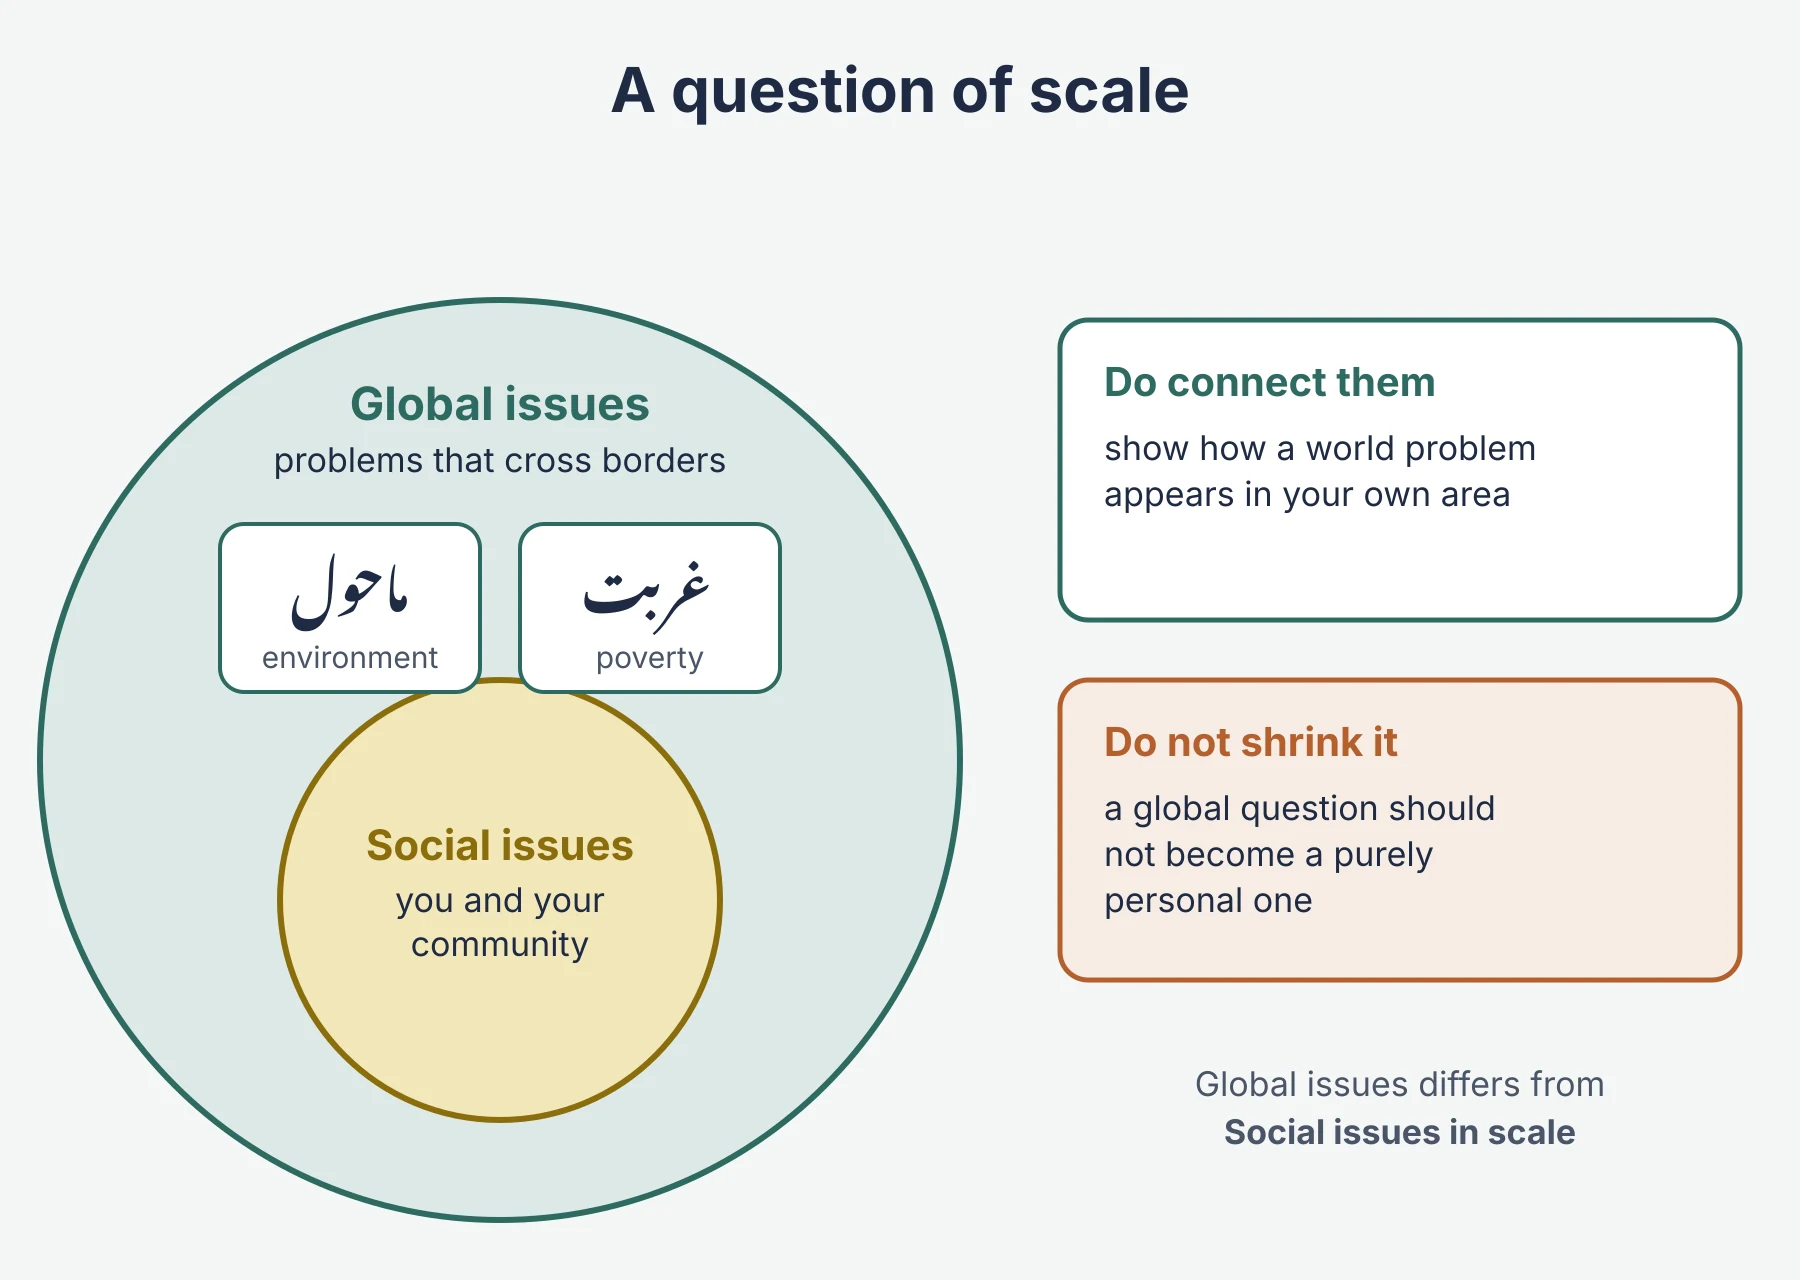 A question of scale
Global issues
problems that cross borders
ماحول
environment
غربت
poverty
Social issues
you and your
community
Do connect them
show how a world problem
appears in your own area
Do not shrink it
a global question should
not become a purely
personal one
Global issues differs from
Social issues in scale